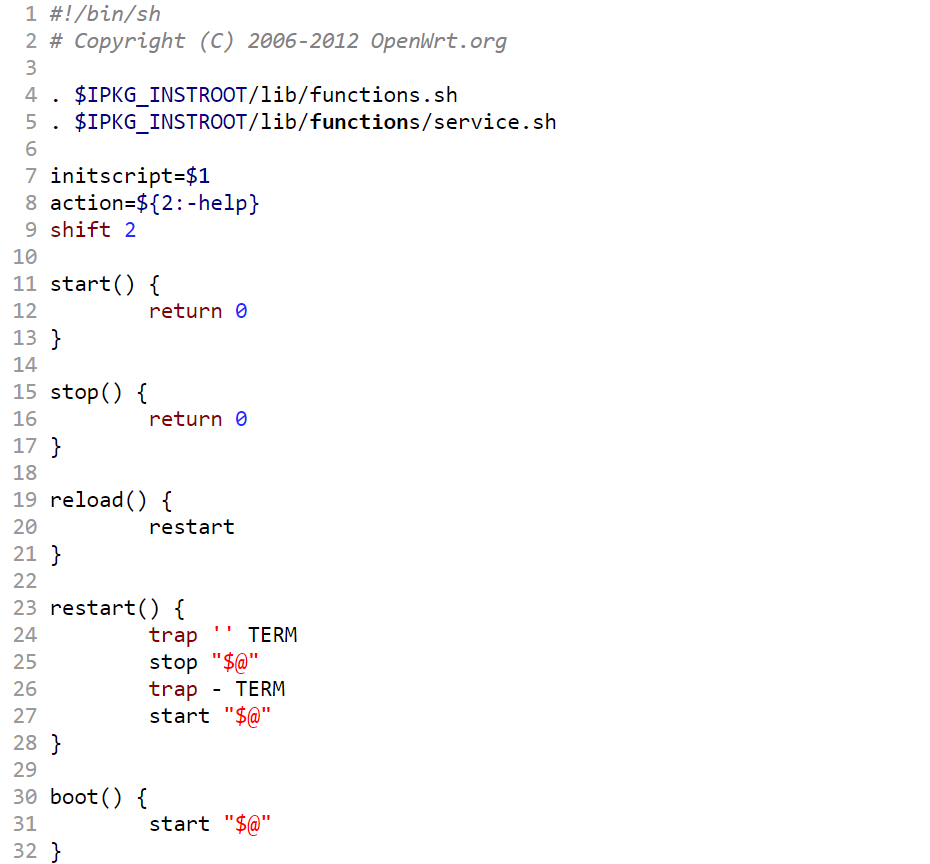 1 #!/bin/sh
2 # Copyright (C) 2006-2012 OpenWrt.org
3
4 . $IPKG_INSTROOT/lib/functions.sh
5 . $IPKG_INSTROOT/lib/functions/service.sh
6
7 initscript=$1
8 action=${2:-help}
9 shift 2
10
11 start() {
12         return 0
13 }
14
15 stop() {
16         return 0
17 }
18
19 reload() {
20         restart
21 }
22
23 restart() {
24         trap '' TERM
25         stop "$@"
26         trap - TERM
27         start "$@"
28 }
29
30 boot() {
31         start "$@"
32 }